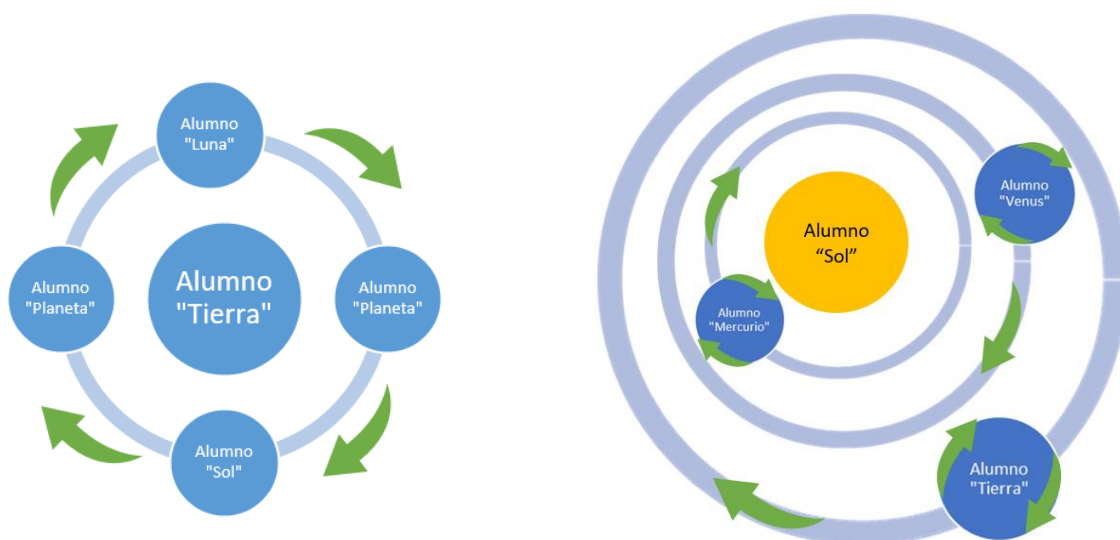 Alumno
"Luna"
Alumno
"Planeta"
Alumno
"Tierra"
Alumno
"Planeta"
Alumno
"Sol"
Alumno
"Venus"
Alumno
“Sol”
Alumno
"Mercurio"
Alumno
"Tierra"